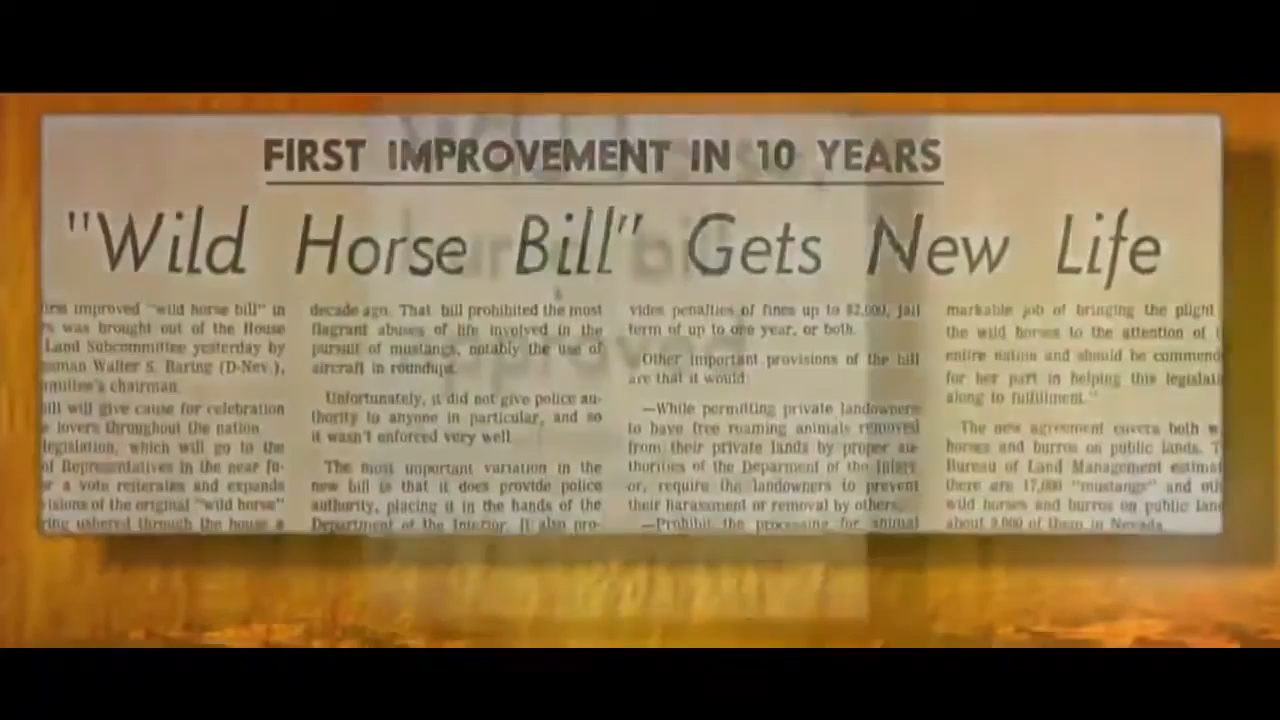 FIRST IMPROVEMENT IN 10 YEARS
"Wild Horse Bill" Gets New Life
improved "wild horse bill" in
was brought out of the House
Land Subcommittee yesterday by
Walter S. Baring (D-Nev.),
chairman.
will give cause for celebration
lovers throughout the nation.
legislation, which will go to the
of Representatives in the near fu-
a vote reiterates and expands
of the original "wild horse"
ushered through the house a
decade ago. That bill prohibited the most
flagrant abuses of life involved in the
pursuit of mustangs, notably the use of
aircraft in roundups.
Unfortunately, it did not give police au-
thority to anyone in particular, and so
it wasn't enforced very well.
The most important variation in the
new bill is that it does provide police
authority, placing it in the hands of the
Department of the Interior. It also pro-
vides penalties of fines up to $2,000, jail
term of up to one year, or both.
Other important provisions of the bill
are that it would:
—While permitting private landowners
to have free roaming animals removed
from their private lands by proper au-
thorities of the Deparment of the Interi-
or, require the landowners to prevent
their harassment or removal by others.
—Prohibit the processing for animal
markable job of bringing the plight
the wild horses to the attention of
entire nation and should be commend
for her part in helping this legislat
along to fulfillment."
The new agreement covers both w
horses and burros on public lands. T
Bureau of Land Management estimat
there are 17,000 "mustangs" and oth
wild horses and burros on public land
about 9,000 of them in Nevada.